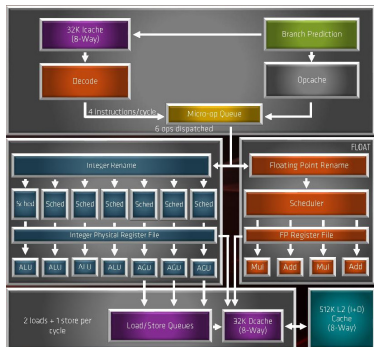 32K Icache
(8-Way)
Branch Prediction
Decode
Opcache
4 instructions/cycle
Micro-op Queue
6 ops dispatched
FLOAT
Integer Rename
Floating Point Rename
Sched
Sched
Sched
Sched
Sched
Sched
Sched
Scheduler
Integer Physical Register File
FP Register File
ALU
ALU
ALU
ALU
AGU
AGU
AGU
Mul
Add
Mul
Add
2 loads + 1 store per
cycle
Load/Store Queues
32K Dcache
(8-Way)
512K L2 (I+D)
Cache
(8-Way)